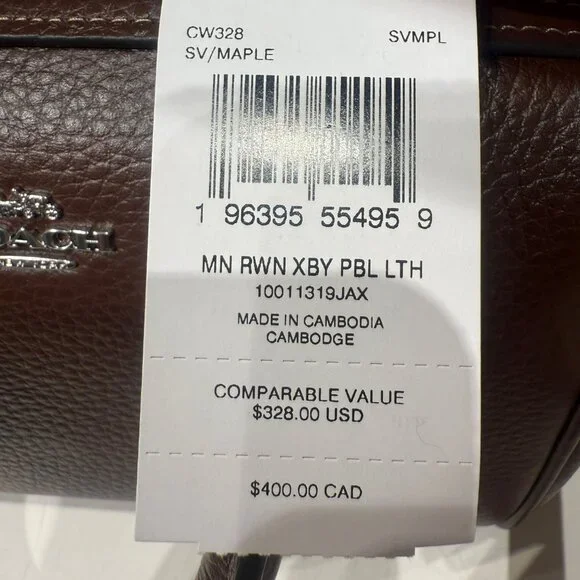 CW328 SVMPL
SV/MAPLE
1 96395 55495 9
COACH
MN RWN XBY PBL LTH
10011319JAX
MADE IN CAMBODIA
CAMBODGE
COMPARABLE VALUE
$328.00 USD
$400.00 CAD